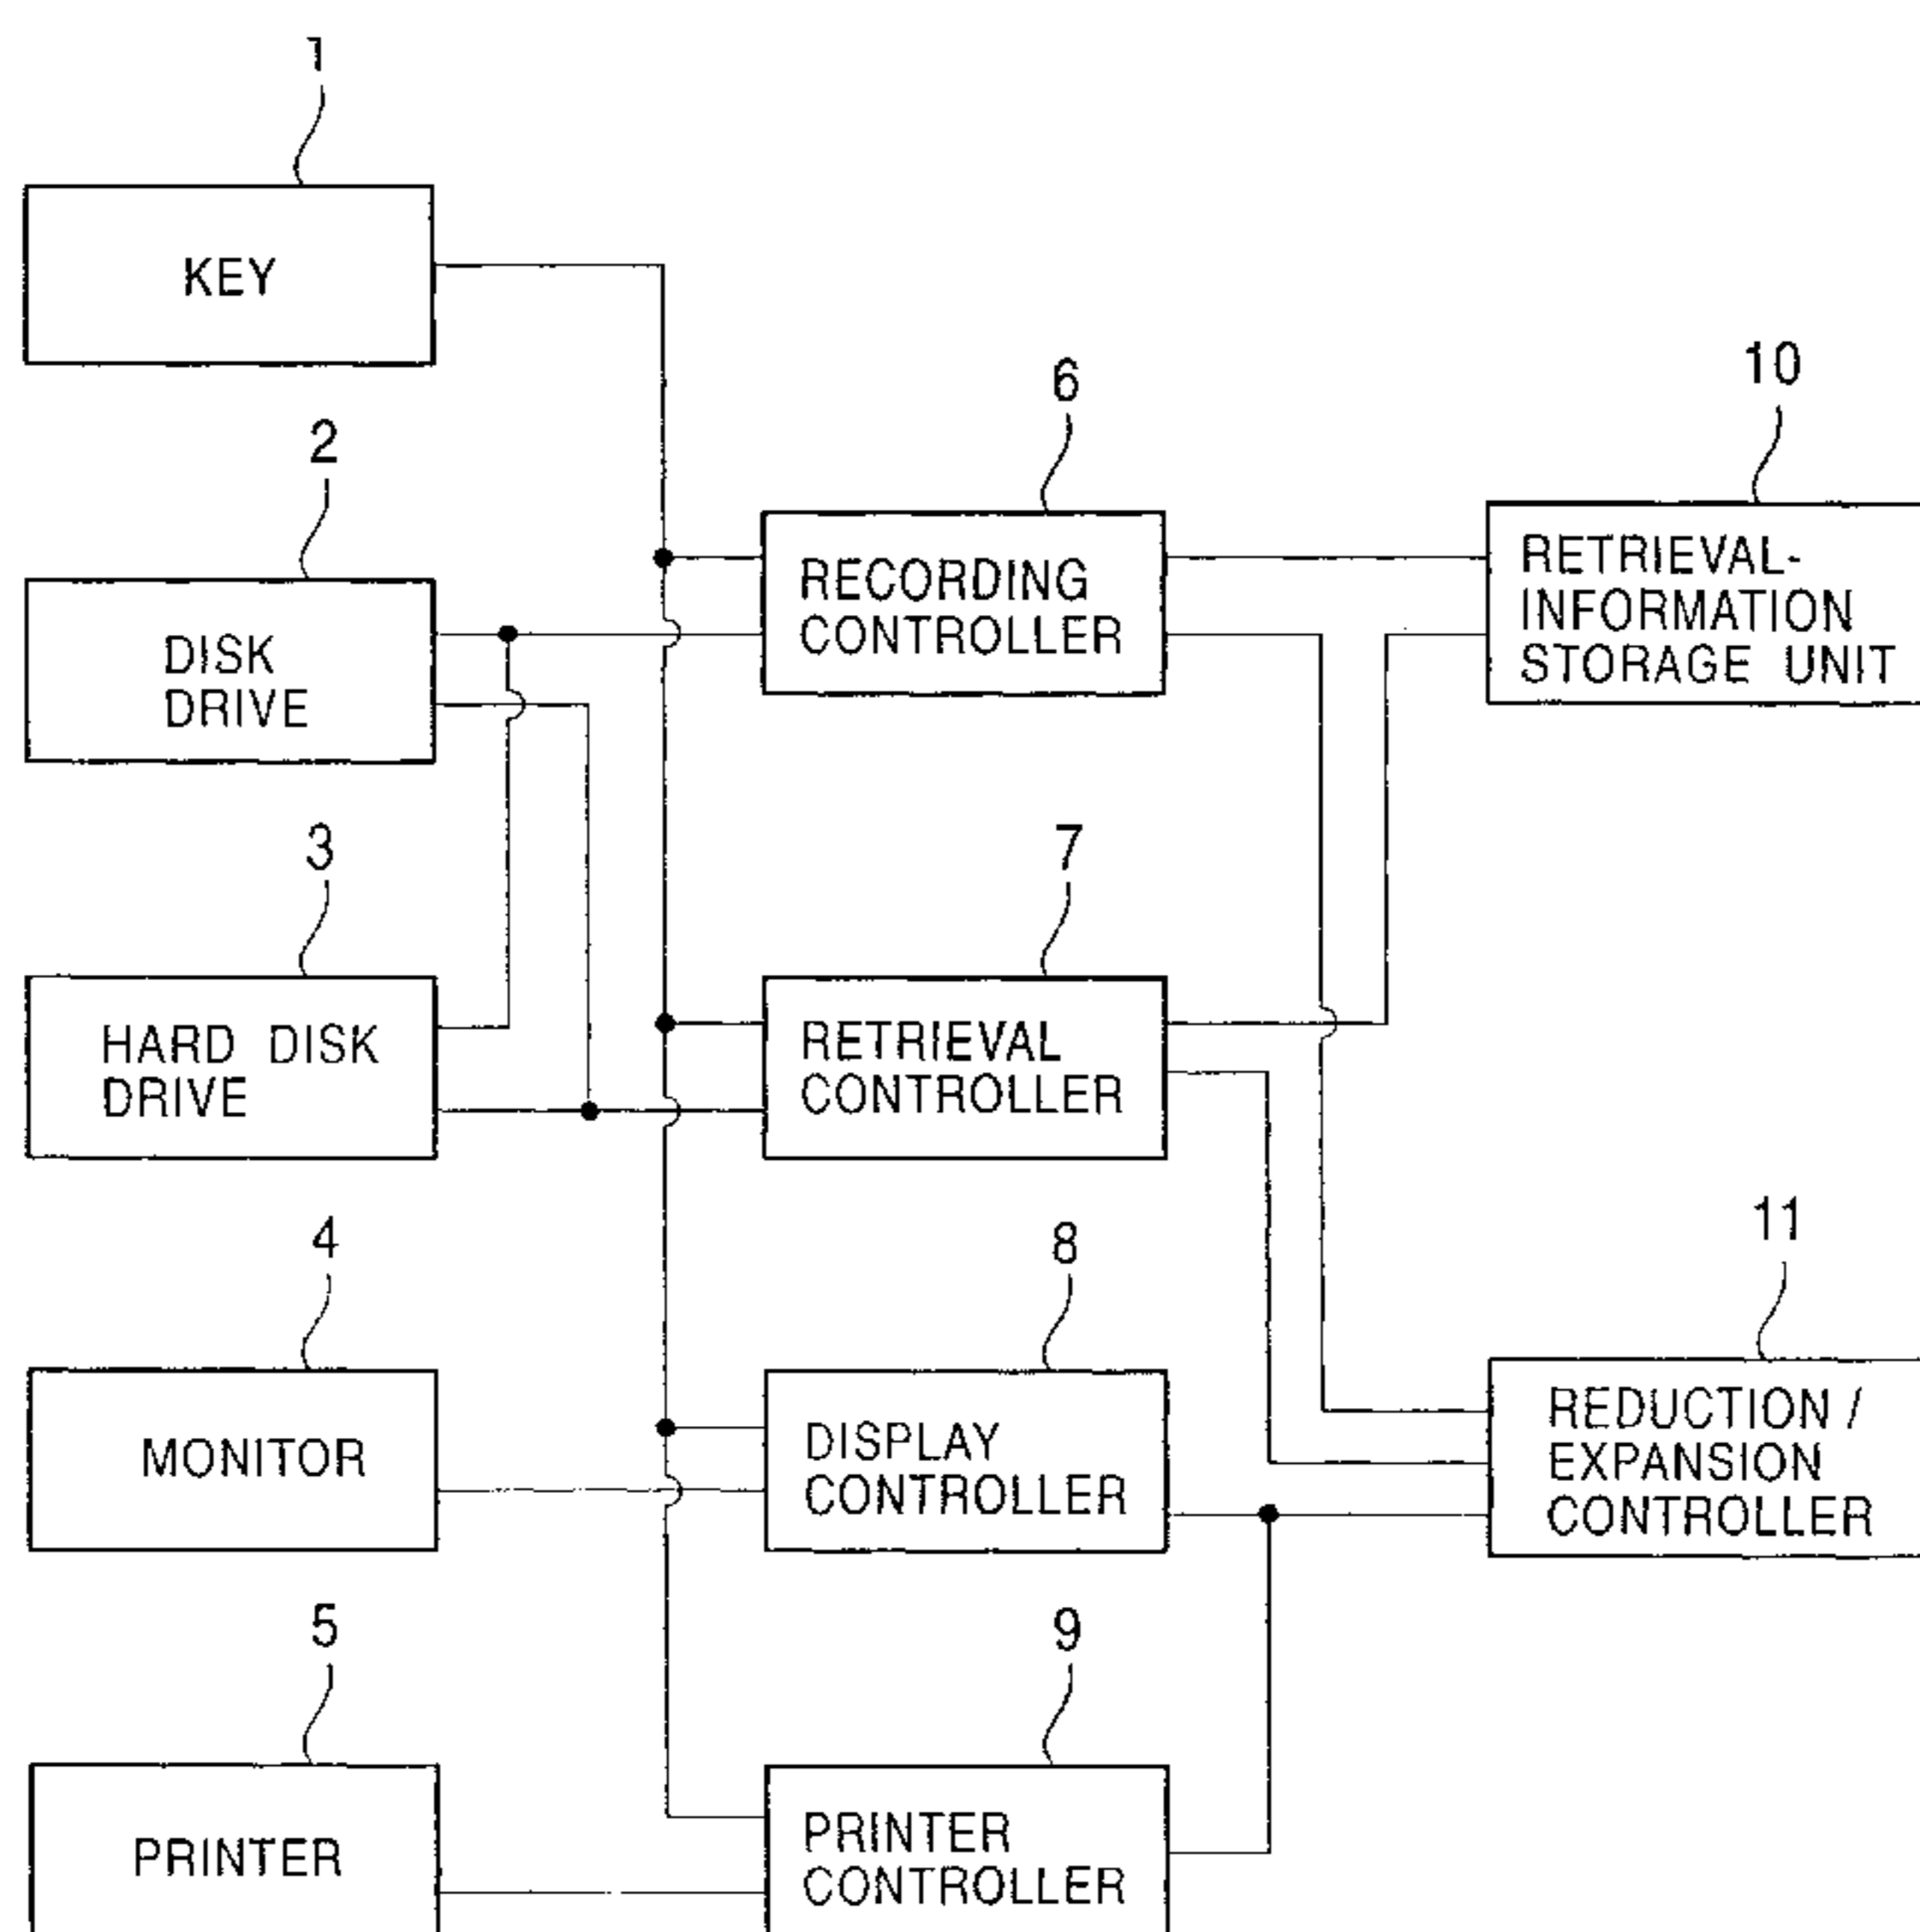 1
KEY
2
DISK
DRIVE
3
HARD DISK
DRIVE
4
MONITOR
5
PRINTER
6
RECORDING
CONTROLLER
7
RETRIEVAL
CONTROLLER
8
DISPLAY
CONTROLLER
9
PRINTER
CONTROLLER
10
RETRIEVAL-
INFORMATION
STORAGE UNIT
11
REDUCTION /
EXPANSION
CONTROLLER